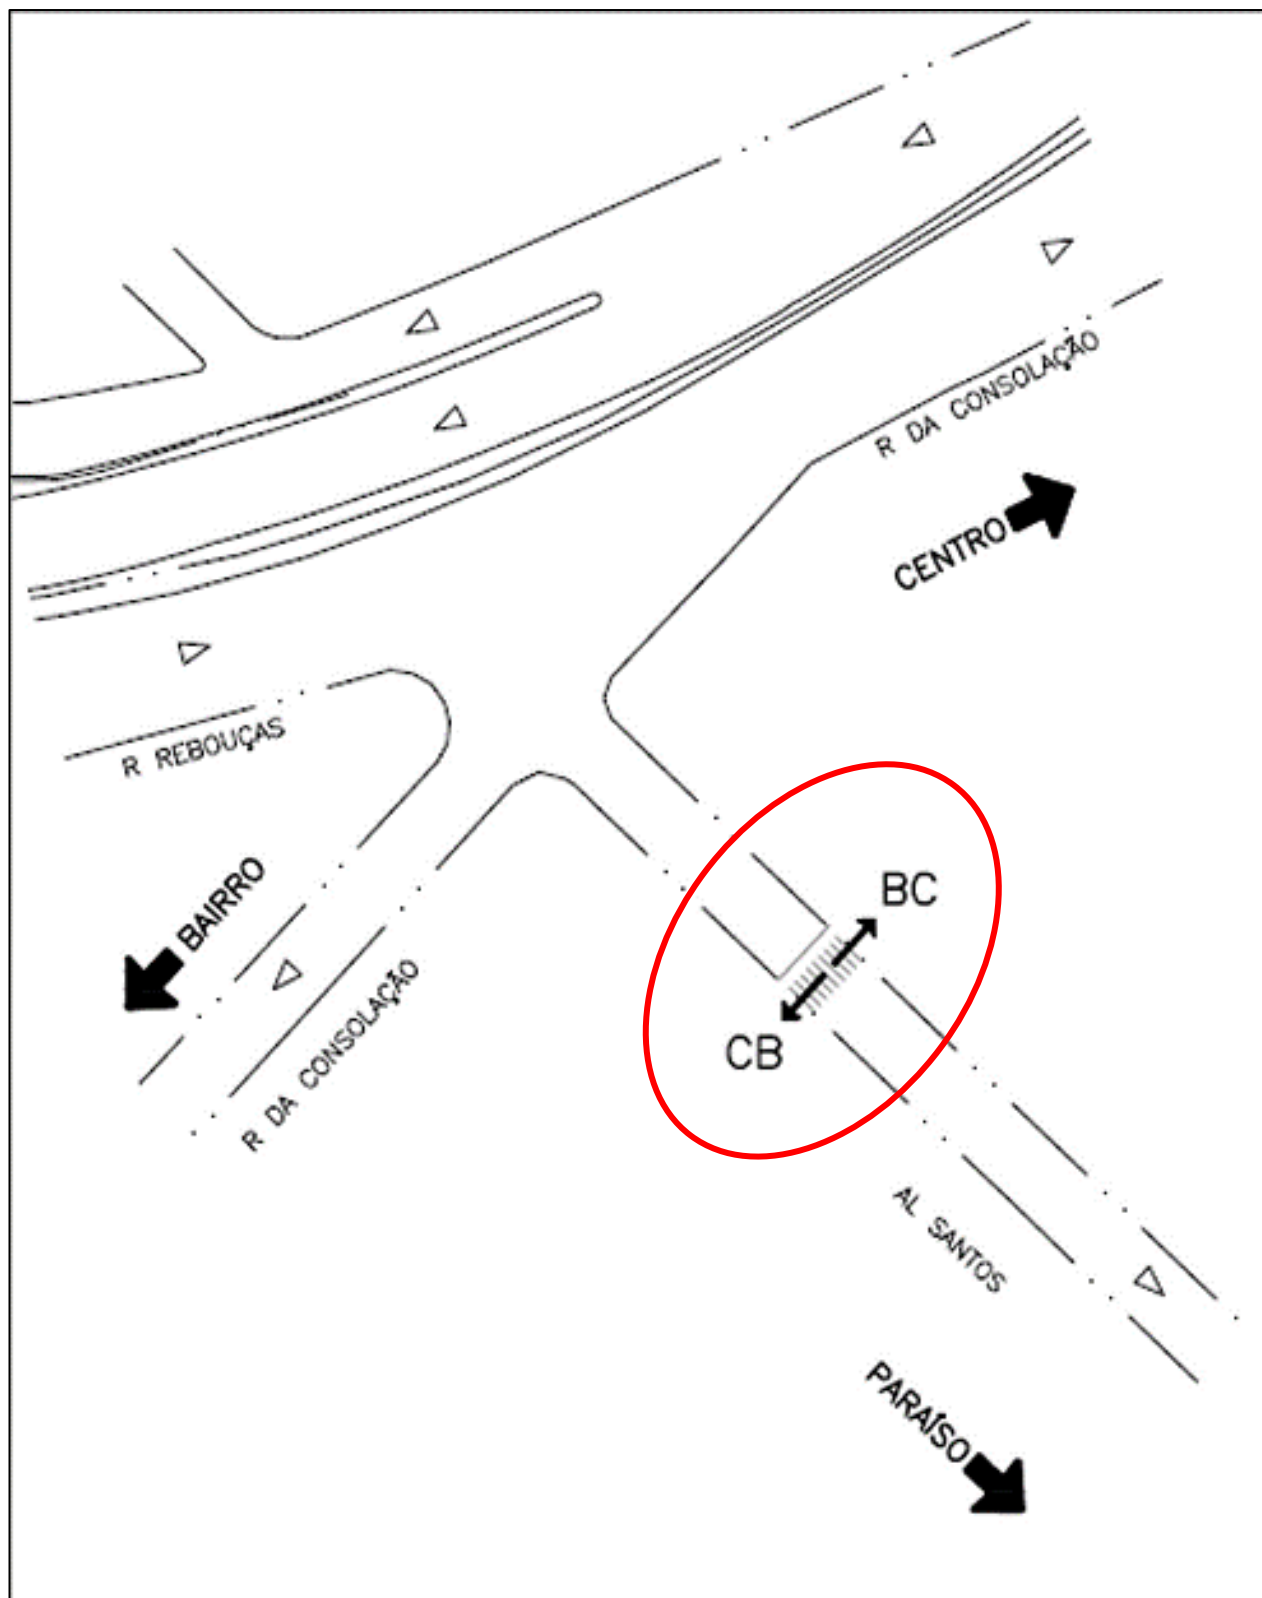 R DA CONSOLAÇÃO
CENTRO
R REBOUÇAS
BAIRRO
R DA CONSOLAÇÃO
BC
CB
AL SANTOS
PARAÍSO